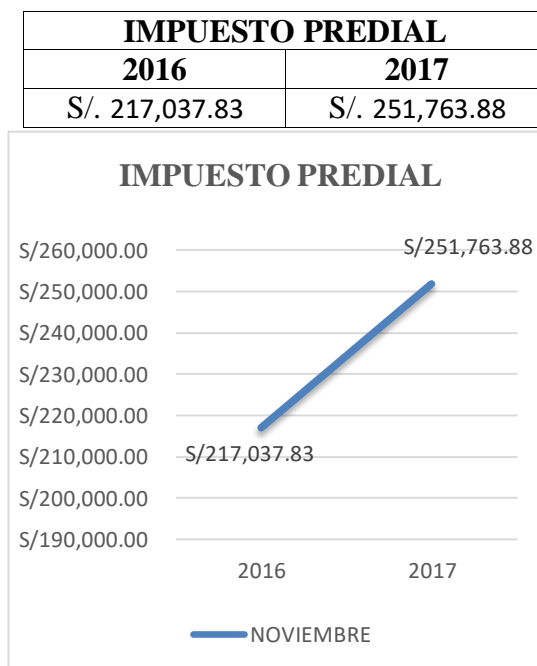 IMPUESTO PREDIAL
2016 2017
S/. 217,037.83 S/. 251,763.88
IMPUESTO PREDIAL
S/251,763.88
S/260,000.00
S/250,000.00
S/240,000.00
S/230,000.00
S/220,000.00
S/217,037.83
S/210,000.00
S/200,000.00
S/190,000.00
2016 2017
NOVIEMBRE